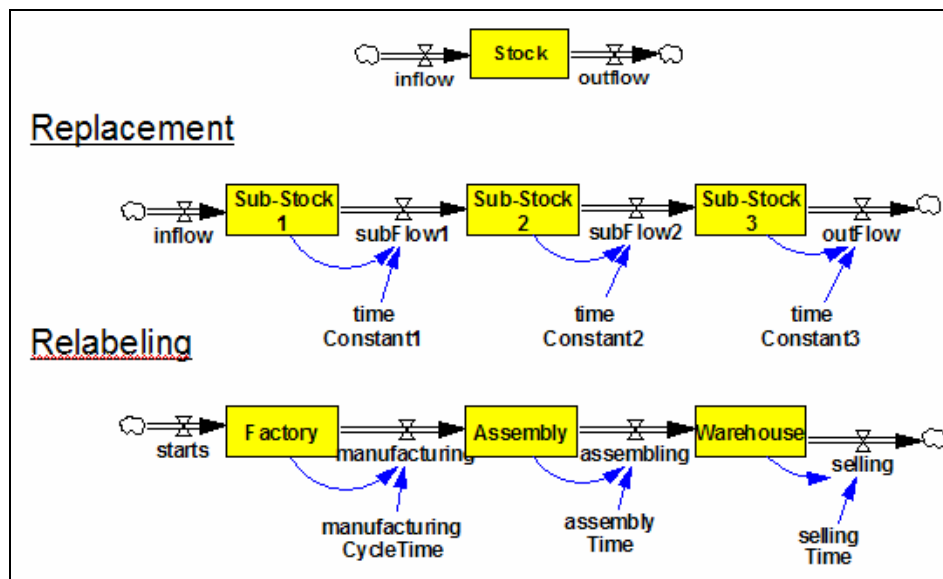 Stock
inflow
outflow
Replacement
Sub-Stock
1
Sub-Stock
2
Sub-Stock
3
inflow
subFlow1
subFlow2
outFlow
time
Constant1
time
Constant2
time
Constant3
Relabeling
Factory
Assembly
Warehouse
starts
manufacturing
assembling
selling
manufacturing
CycleTime
assembly
Time
selling
Time